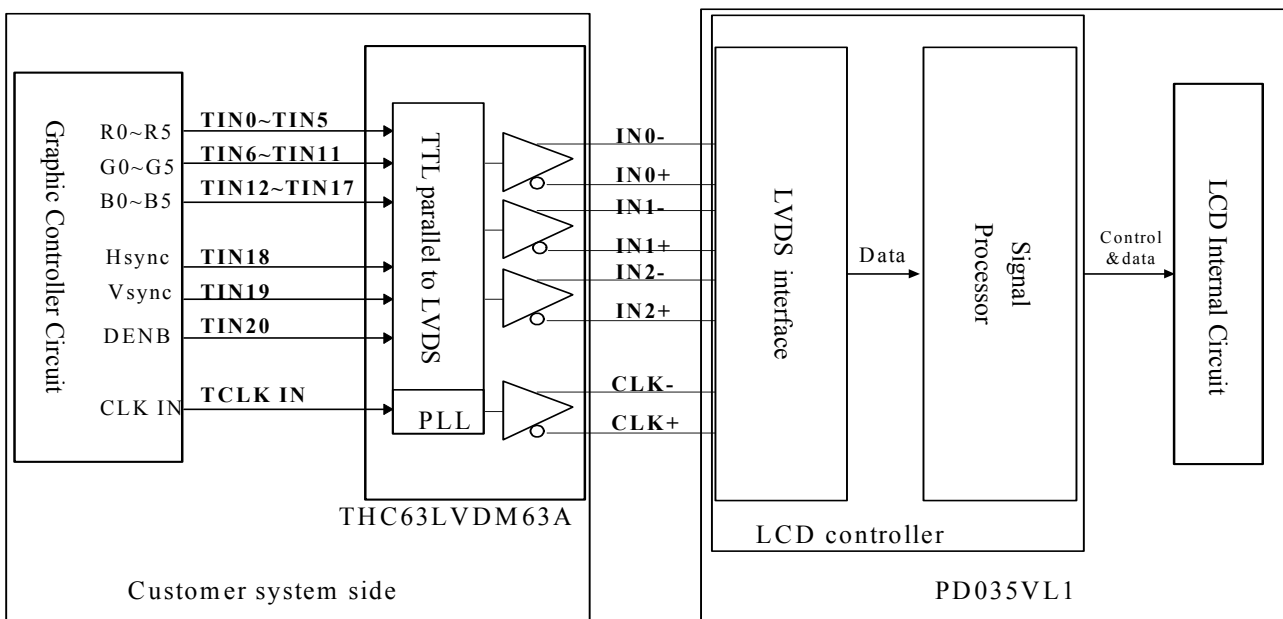 Graphic Controller Circuit
R0~R5
G0~G5
B0~B5
Hsync
Vsync
DENB
CLK IN
TIN0~TIN5
TIN6~TIN11
TIN12~TIN17
TIN18
TIN19
TIN20
TCLK IN
TTL parallel to LVDS
PLL
THC63LVDM63A
Customer system side
IN0-
IN0+
IN1-
IN1+
IN2-
IN2+
CLK-
CLK+
LVDS interface
Data
Signal
Processor
LCD controller
Control
&data
LCD Internal Circuit
PD035VL1